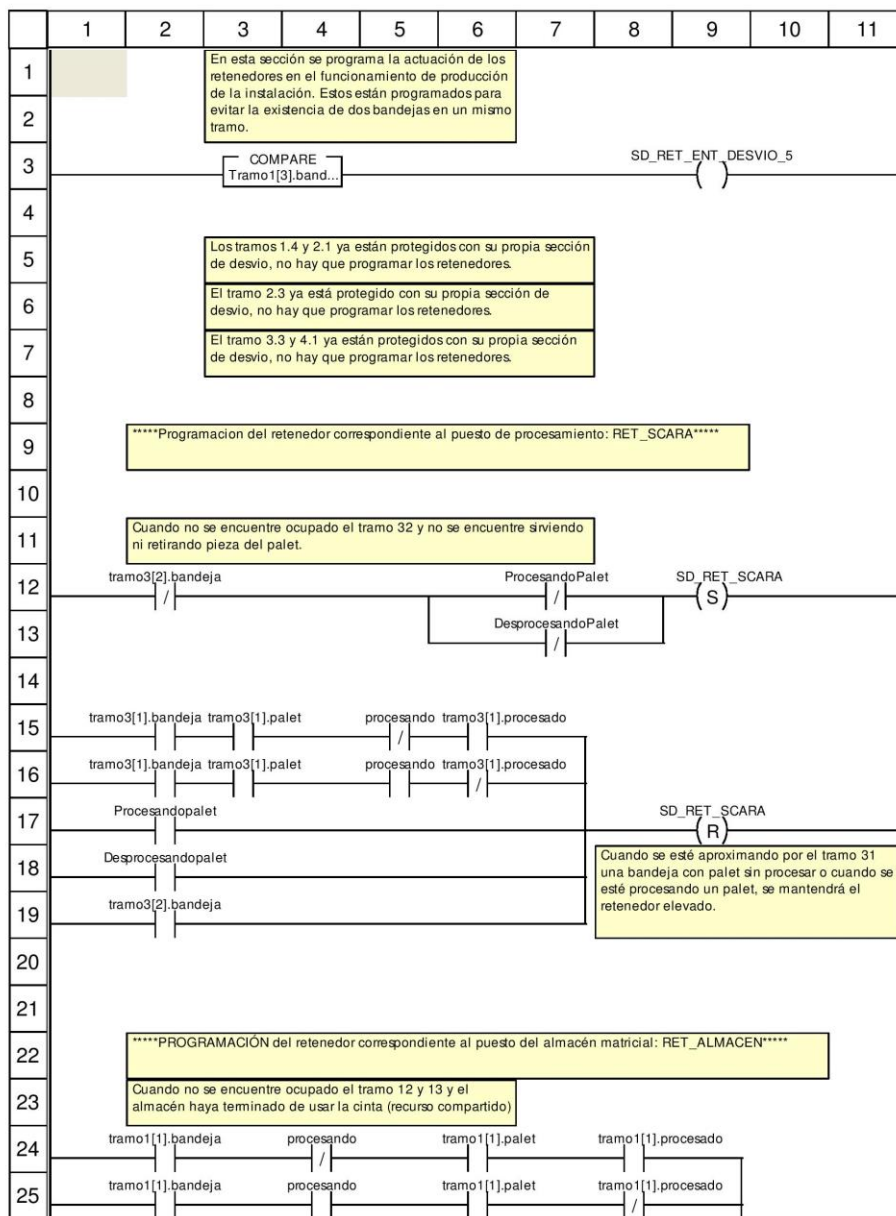 1 2 3 4 5 6 7 8 9 10 11
1
En esta sección se programa la actuación de los
retenedores en el funcionamiento de producción
de la instalación. Estos están programados para
2
evitar la existencia de dos bandejas en un mismo
tramo.
3
COMPARE
Tramo1[3].band...
SD_RET_ENT_DESVIO_5
( )
4
5
Los tramos 1.4 y 2.1 ya están protegidos con su propia sección
de desvio, no hay que programar los retenedores.
6
El tramo 2.3 ya está protegido con su propia sección de
desvio, no hay que programar los retenedores.
7
El tramo 3.3 y 4.1 ya están protegidos con su propia sección
de desvio, no hay que programar los retenedores.
8
9
*****Programacion del retenedor correspondiente al puesto de procesamiento: RET_SCARA*****
10
11
Cuando no se encuentre ocupado el tramo 32 y no se encuentre sirviendo
ni retirando pieza del palet.
12
tramo3[2].bandeja ProcesandoPalet SD_RET_SCARA
/ / (S)
13
DesprocesandoPalet
/
14
15
tramo3[1].bandeja tramo3[1].palet procesando tramo3[1].procesado
/
16
tramo3[1].bandeja tramo3[1].palet procesando tramo3[1].procesado
/
17
Procesandopalet SD_RET_SCARA
(R)
18
Desprocesandopalet
Cuando se esté aproximando por el tramo 31
una bandeja con palet sin procesar o cuando se
19
tramo3[2].bandeja
esté procesando un palet, se mantendrá el
retenedor elevado.
20
21
22
*****PROGRAMACIÓN del retenedor correspondiente al puesto del almacén matricial: RET_ALMACEN*****
23
Cuando no se encuentre ocupado el tramo 12 y 13 y el
almacén haya terminado de usar la cinta (recurso compartido)
24
tramo1[1].bandeja procesando tramo1[1].palet tramo1[1].procesado
/
25
tramo1[1].bandeja procesando tramo1[1].palet tramo1[1].procesado
/